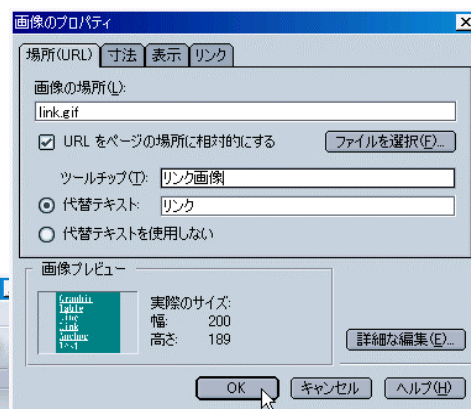 画像のプロパティ
場所(URL) 寸法 表示 リンク
画像の場所(L):
link.gif
URL をページの場所に相対的にする ファイルを選択(F)...
ツールチップ(T): リンク画像
代替テキスト: リンク
代替テキストを使用しない
画像プレビュー
Graphic
Table
Link
Anchor
Text
実際のサイズ:
幅: 200
高さ: 189
詳細な編集(E)...
OK キャンセル ヘルプ(H)